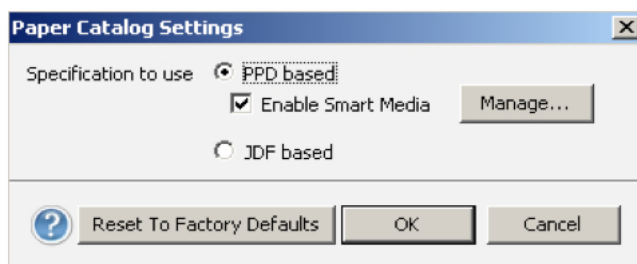 Paper Catalog Settings
Specification to use PPD based
Enable Smart Media Manage...
JDF based
? Reset To Factory Defaults OK Cancel